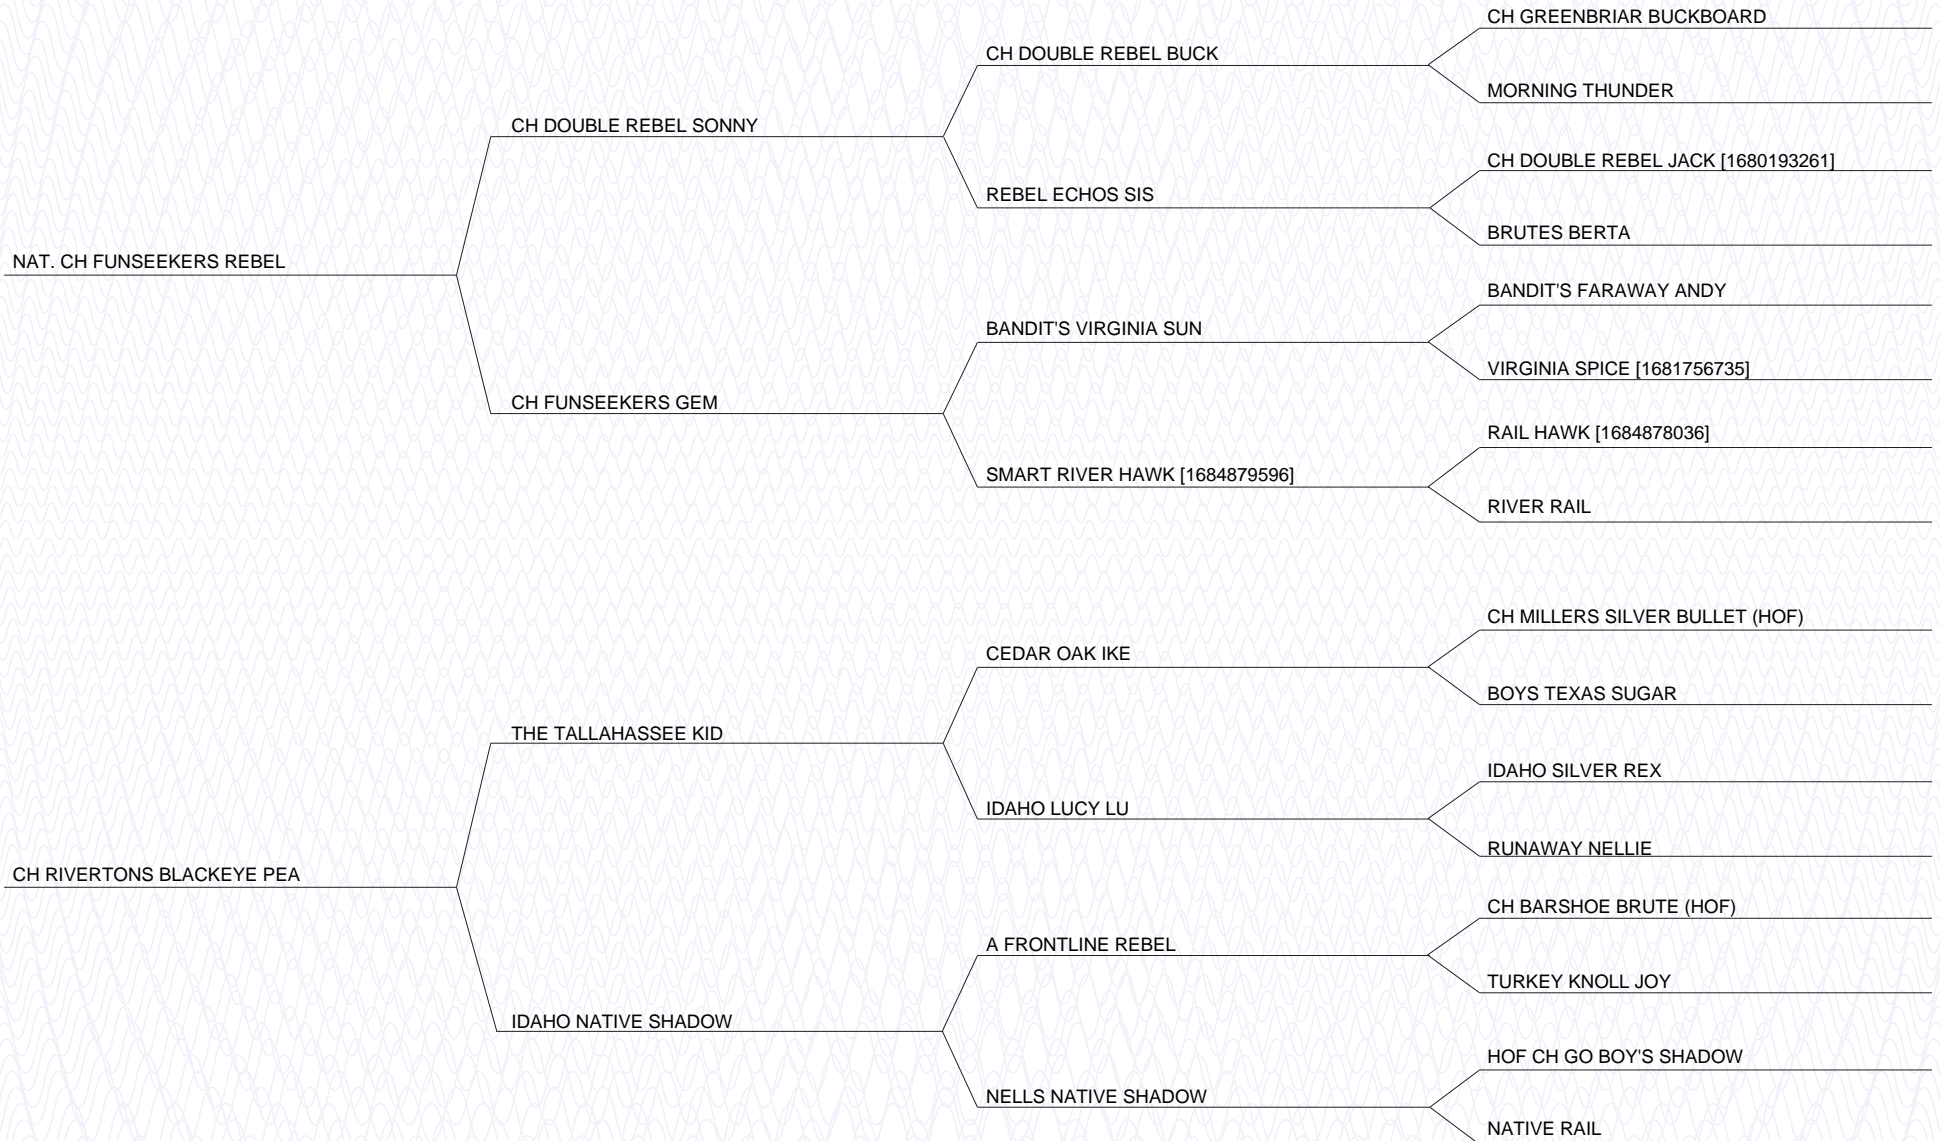 CH GREENBRIAR BUCKBOARD
CH DOUBLE REBEL BUCK
MORNING THUNDER
CH DOUBLE REBEL SONNY
CH DOUBLE REBEL JACK [1680193261]
REBEL ECHOS SIS
BRUTES BERTA
NAT. CH FUNSEEKERS REBEL
BANDIT'S FARAWAY ANDY
BANDIT'S VIRGINIA SUN
VIRGINIA SPICE [1681756735]
CH FUNSEEKERS GEM
RAIL HAWK [1684878036]
SMART RIVER HAWK [1684879596]
RIVER RAIL
CH MILLERS SILVER BULLET (HOF)
CEDAR OAK IKE
BOYS TEXAS SUGAR
THE TALLAHASSEE KID
IDAHO SILVER REX
IDAHO LUCY LU
RUNAWAY NELLIE
CH RIVERTONS BLACKEYE PEA
CH BARSHOE BRUTE (HOF)
A FRONTLINE REBEL
TURKEY KNOLL JOY
IDAHO NATIVE SHADOW
HOF CH GO BOY'S SHADOW
NELLS NATIVE SHADOW
NATIVE RAIL